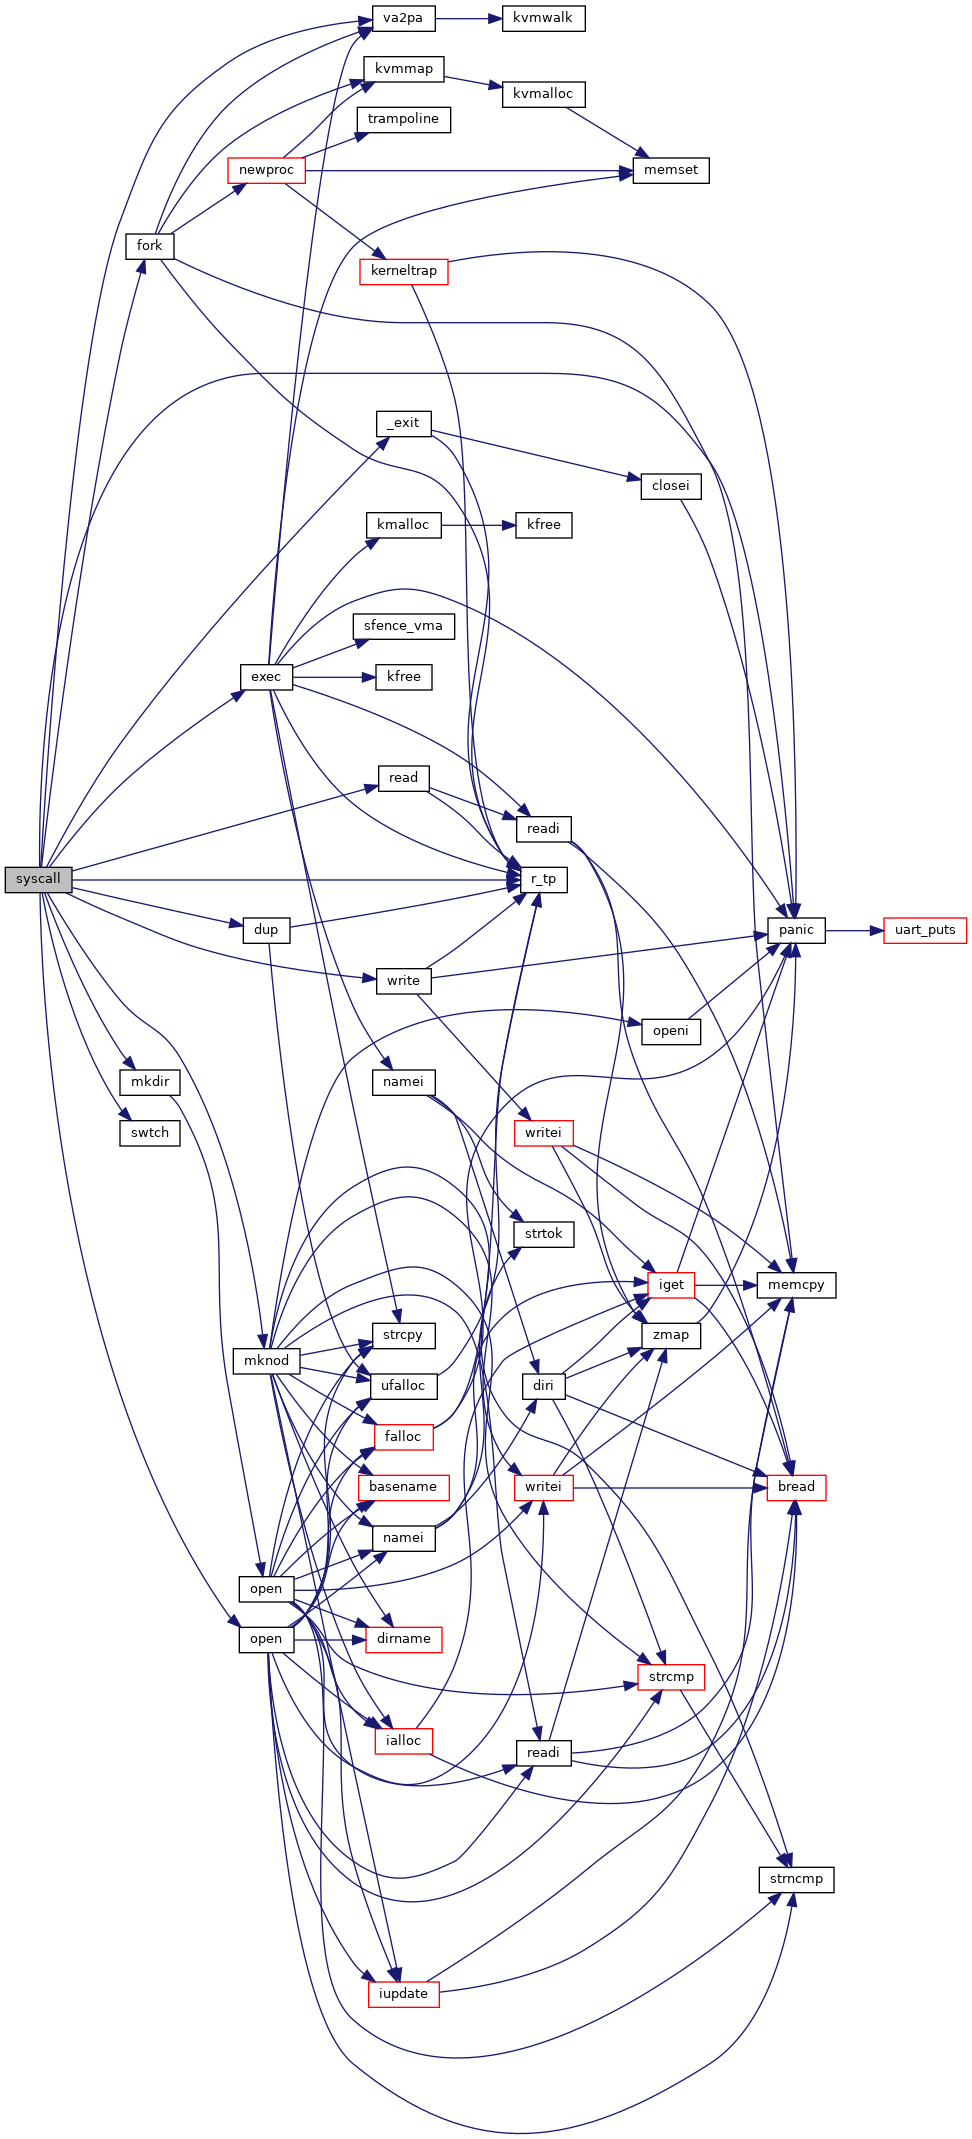 va2pa
kvmwalk
kvmmap
kvmalloc
trampoline
newproc
memset
fork
kerneltrap
_exit
closei
kmalloc
kfree
sfence_vma
exec
kfree
read
readi
syscall
r_tp
dup
panic
uart_puts
write
openi
mkdir
namei
swtch
writei
strtok
iget
memcpy
strcpy
zmap
mknod
ufalloc
diri
falloc
basename
writei
bread
namei
open
open
dirname
strcmp
ialloc
readi
strncmp
iupdate